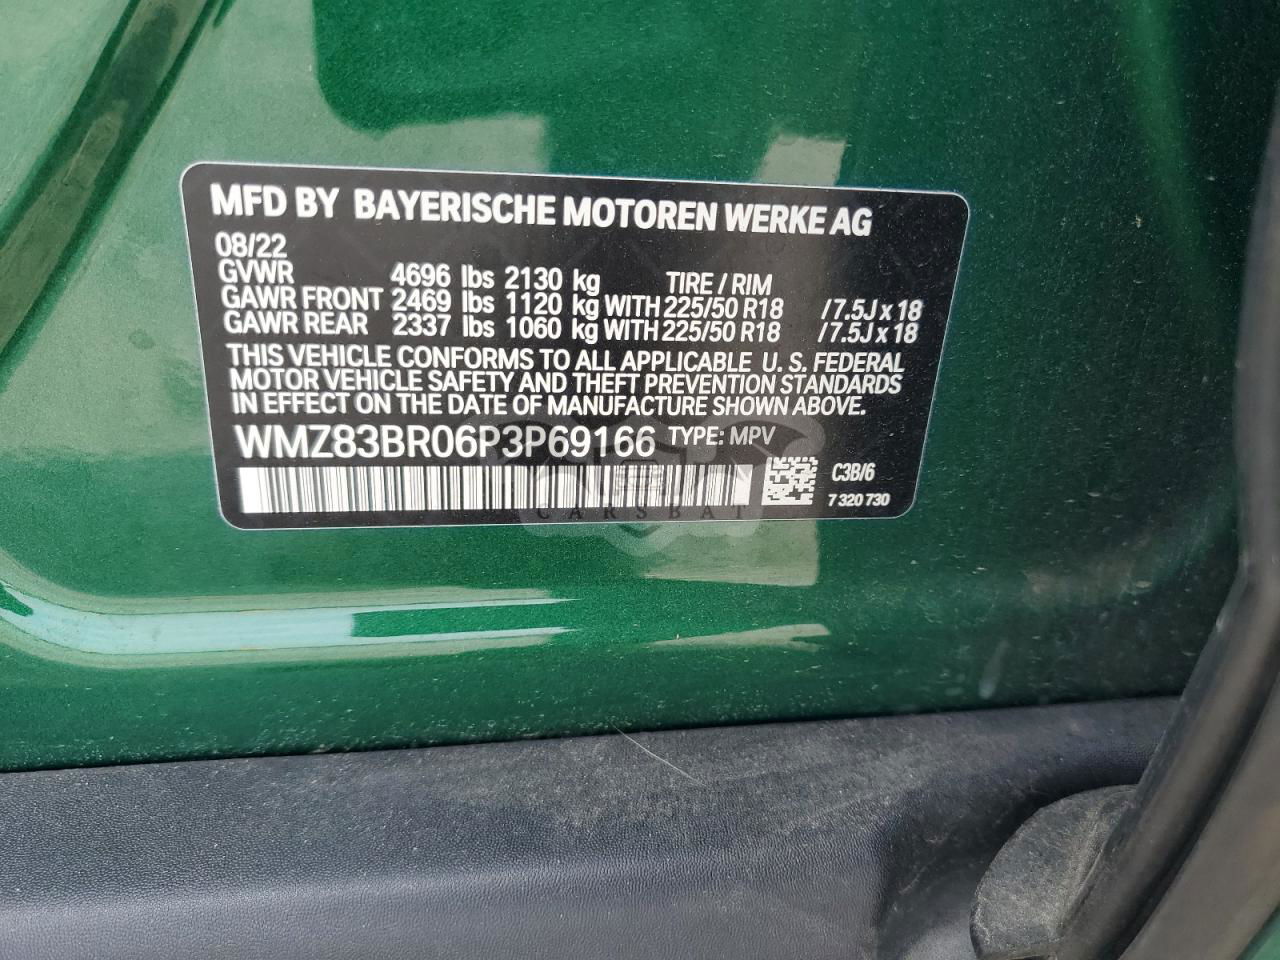 MFD BY BAYERISCHE MOTOREN WERKE AG
08/22
GVWR 4696 lbs 2130 kg TIRE / RIM
GAWR FRONT 2469 lbs 1120 kg WITH 225/50 R18 / 7.5J x 18
GAWR REAR 2337 lbs 1060 kg WITH 225/50 R18 / 7.5J x 18
THIS VEHICLE CONFORMS TO ALL APPLICABLE U. S. FEDERAL
MOTOR VEHICLE SAFETY AND THEFT PREVENTION STANDARDS
IN EFFECT ON THE DATE OF MANUFACTURE SHOWN ABOVE.
WMZ83BR06P3P69166 TYPE: MPV
C3B/6
7 320 730
CARSBAT